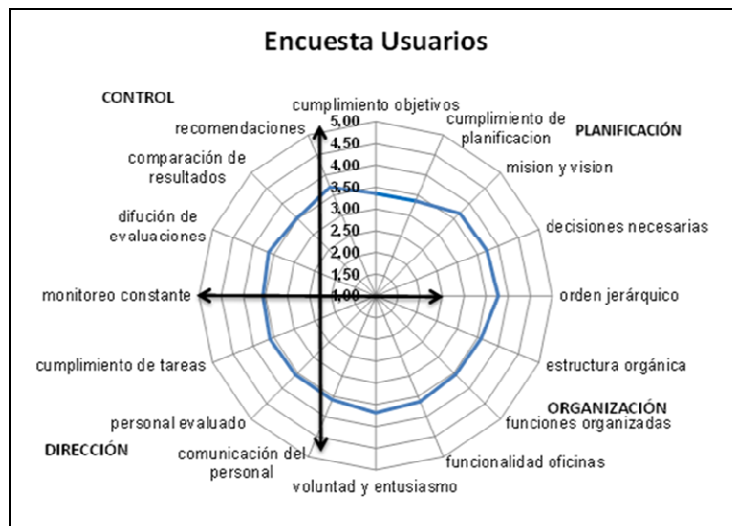 Encuesta Usuarios
CONTROL
cumplimiento objetivos
recomendaciones
cumplimiento de
planificacion
PLANIFICACIÓN
comparación de
resultados
mision y vision
difución de
evaluaciones
decisiones necesarias
monitoreo constante
orden jerárquico
cumplimiento de tareas
estructura orgánica
personal evaluado
ORGANIZACIÓN
funciones organizadas
DIRECCIÓN
comunicación del
personal
funcionalidad oficinas
voluntad y entusiasmo
5,00
4,50
4,00
3,50
3,00
2,50
2,00
1,50
1,00